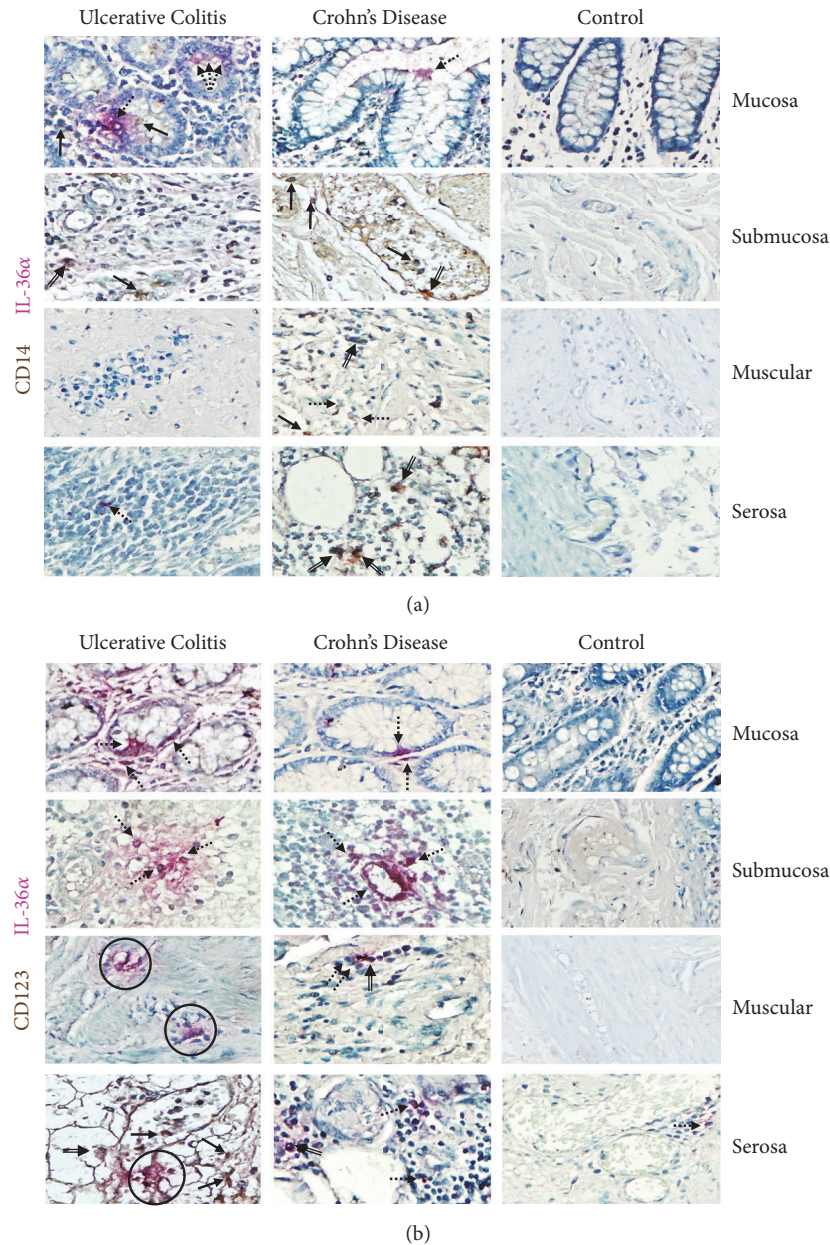 Ulcerative Colitis Crohn's Disease Control
Mucosa
Submucosa
Muscular
Serosa
CD14 IL-36α
(a)
Ulcerative Colitis Crohn's Disease Control
Mucosa
Submucosa
Muscular
Serosa
CD123 IL-36α
(b)